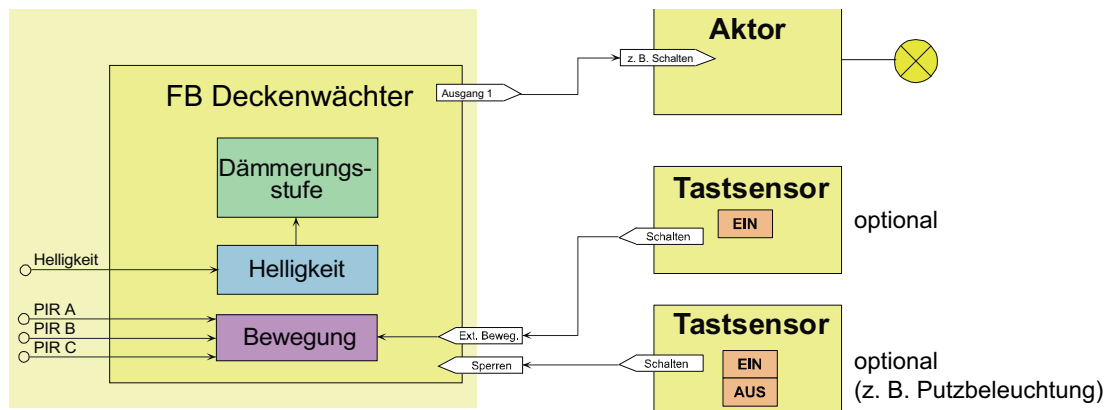 Aktor
z. B. Schalten
Ausgang 1
FB Deckenwächter
Dämmerungs-
stufe
Tastsensor
EIN
optional
Schalten
Helligkeit
Helligkeit
PIR A
PIR B
PIR C
Bewegung
Ext. Beweg.
Sperren
Tastsensor
Schalten
EIN
AUS
optional
(z. B. Putzbeleuchtung)